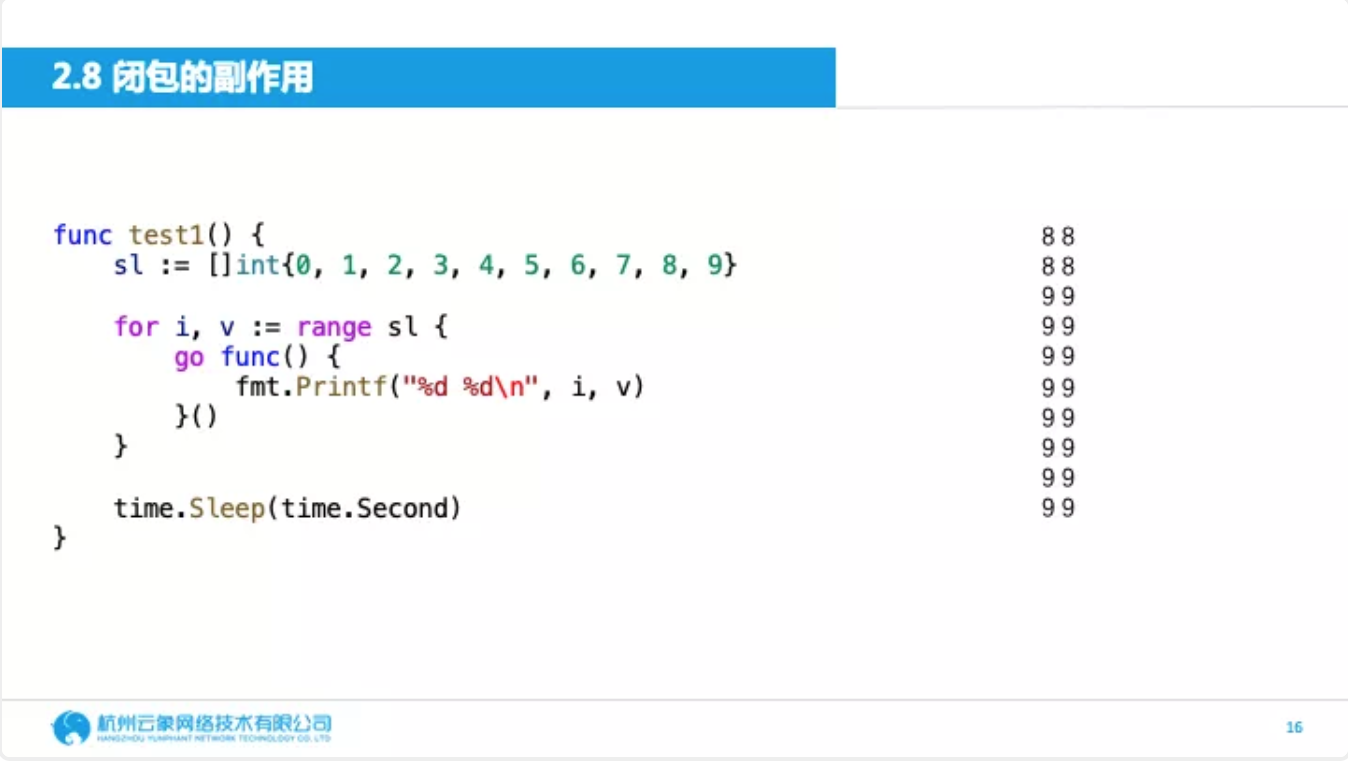 2.8 闭包的副作用
func test1() {
    sl := []int{0, 1, 2, 3, 4, 5, 6, 7, 8, 9}
    for i, v := range sl {
        go func() {
            fmt.Printf("%d %d\n", i, v)
        }()
    }
    time.Sleep(time.Second)
}
8 8
8 8
9 9
9 9
9 9
9 9
9 9
9 9
9 9
9 9
杭州云象网络技术有限公司
HANGZHOU YUNPHANT NETWORK TECHNOLOGY CO. LTD
16